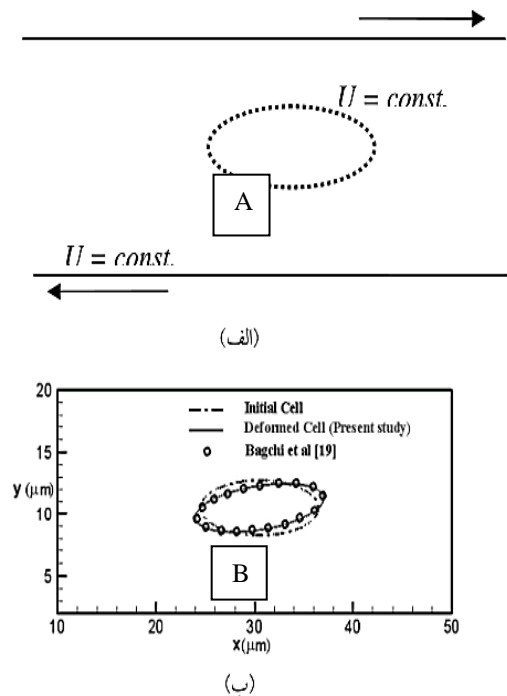 U = const.
A
U = const.
(الف)
20
Initial Cell
Deformed Cell (Present study)
Bagchi et al [19]
15
y (μm)
10
5
B
10 20 30 40 50
x(μm)
(ب)